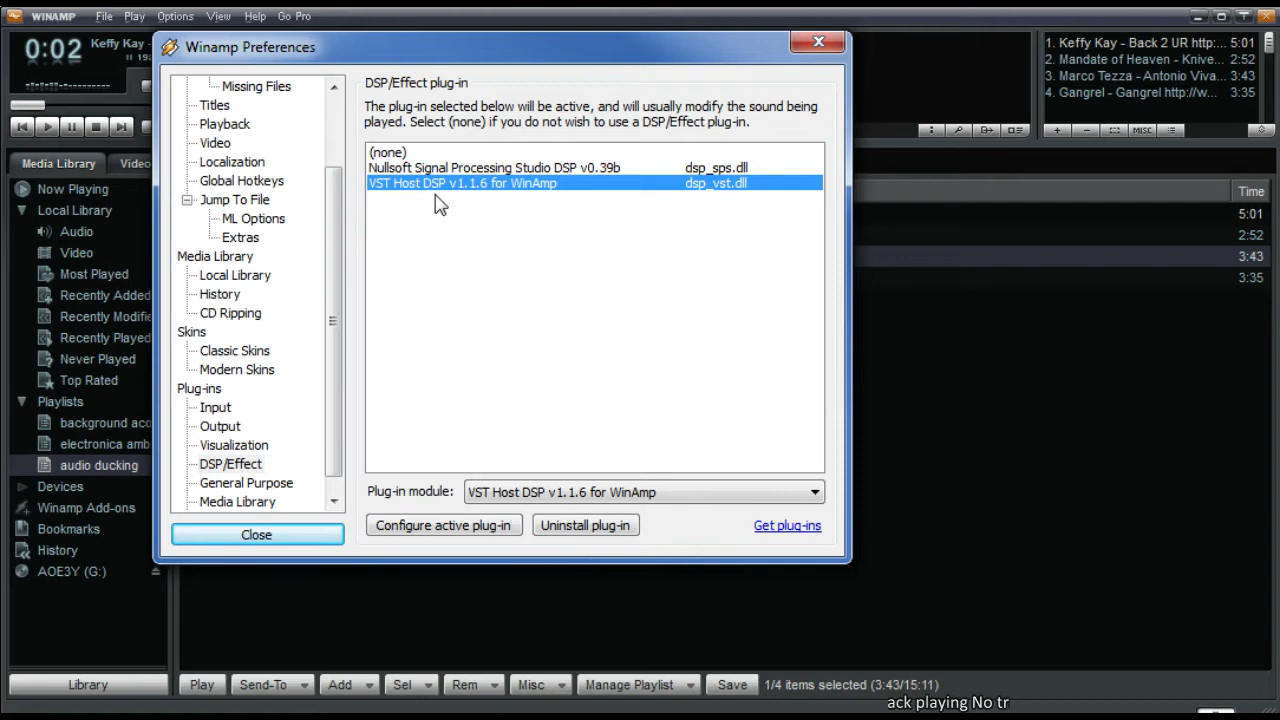 WINAMP File Play Options View Help Go Pro
0:02
Keffy Kay -
1. Keffy Kay - Back 2 UR http:... 5:01
2. Mandate of Heaven - Knive... 2:52
3. Marco Tezza - Antonio Viva... 3:43
4. Gangrel - Gangrel http://w... 3:35
MISC
Winamp Preferences
Missing Files
Titles
Playback
Video
Localization
Global Hotkeys
Jump To File
ML Options
Extras
Media Library
Local Library
History
CD Ripping
Skins
Classic Skins
Modern Skins
Plug-ins
Input
Output
Visualization
DSP/Effect
General Purpose
Media Library
Close
DSP/Effect plug-in
The plug-in selected below will be active, and will usually modify the sound being
played. Select (none) if you do not wish to use a DSP/Effect plug-in.
(none)
Nullsoft Signal Processing Studio DSP v0.39b dsp_sps.dll
VST Host DSP v1.1.6 for WinAmp dsp_vst.dll
Plug-in module: VST Host DSP v1.1.6 for WinAmp
Configure active plug-in Uninstall plug-in Get plug-ins
Media Library Video
Now Playing
Local Library
Audio
Video
Most Played
Recently Added
Recently Modifie
Recently Played
Never Played
Top Rated
Playlists
background aco
electronica amb
audio ducking
Devices
Winamp Add-ons
Bookmarks
History
AOE3Y (G:)
Time
5:01
2:52
3:43
3:35
Library Play Send-To Add Sel Rem Misc Manage Playlist Save 1/4 items selected (3:43/15:11)
ack playing No tr